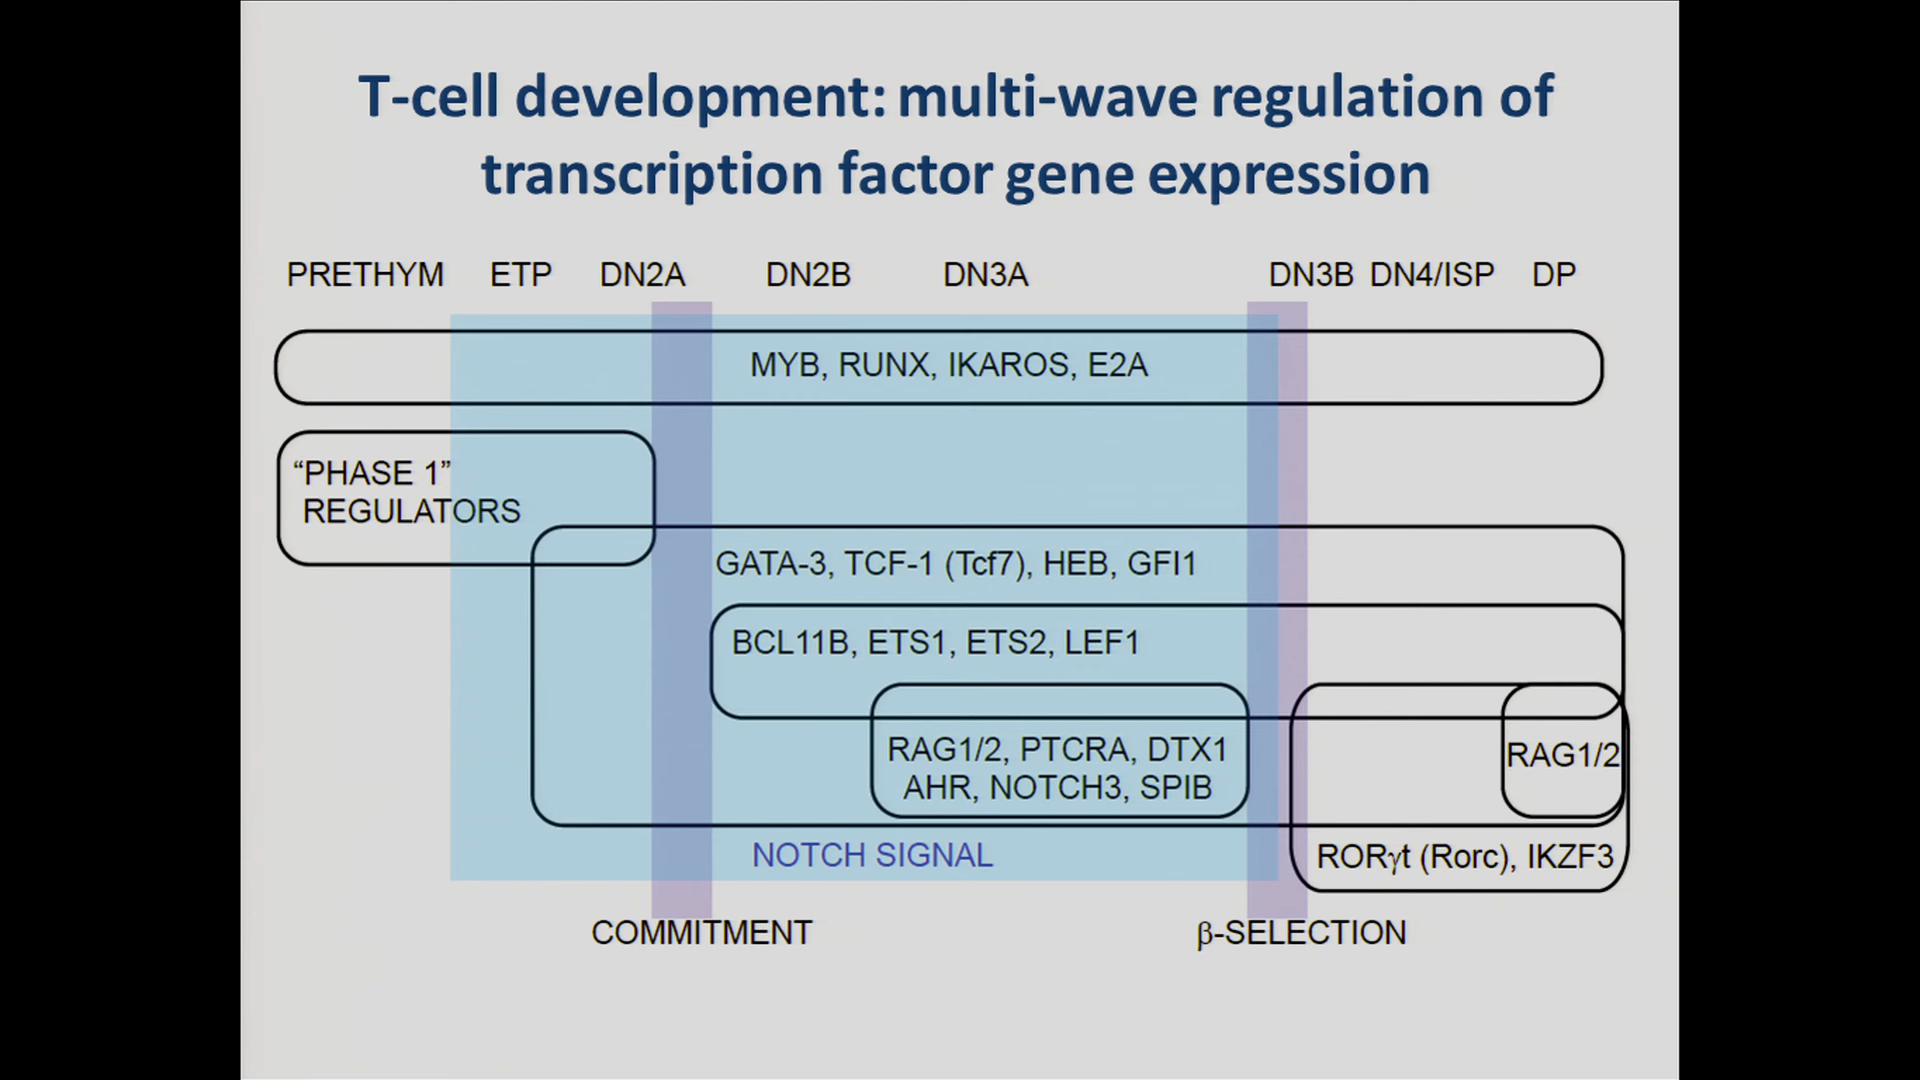 T-cell development: multi-wave regulation of
transcription factor gene expression
PRETHYM ETP DN2A DN2B DN3A DN3B DN4/ISP DP
MYB, RUNX, IKAROS, E2A
“PHASE 1”
REGULATORS
GATA-3, TCF-1 (Tcf7), HEB, GFI1
BCL11B, ETS1, ETS2, LEF1
RAG1/2, PTCRA, DTX1
AHR, NOTCH3, SPIB
RAG1/2
NOTCH SIGNAL
RORγt (Rorc), IKZF3
COMMITMENT
β-SELECTION